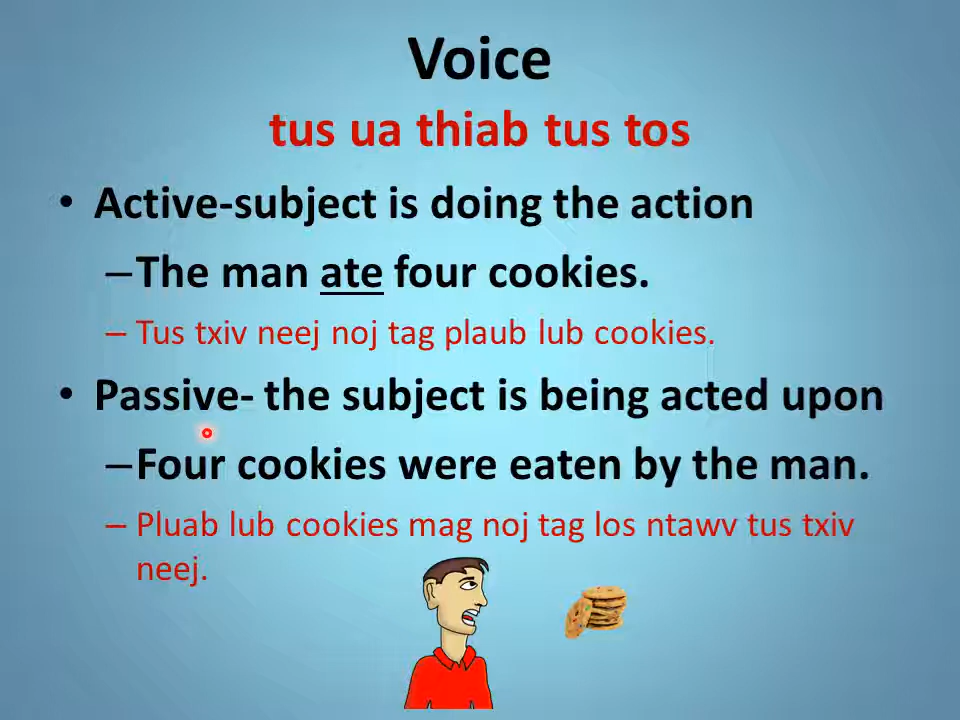 Voice
tus ua thiab tus tos
• Active-subject is doing the action
–The man ate four cookies.
– Tus txiv neej noj tag plaub lub cookies.
• Passive- the subject is being acted upon
–Four cookies were eaten by the man.
– Pluab lub cookies mag noj tag los ntawv tus txiv
neej.